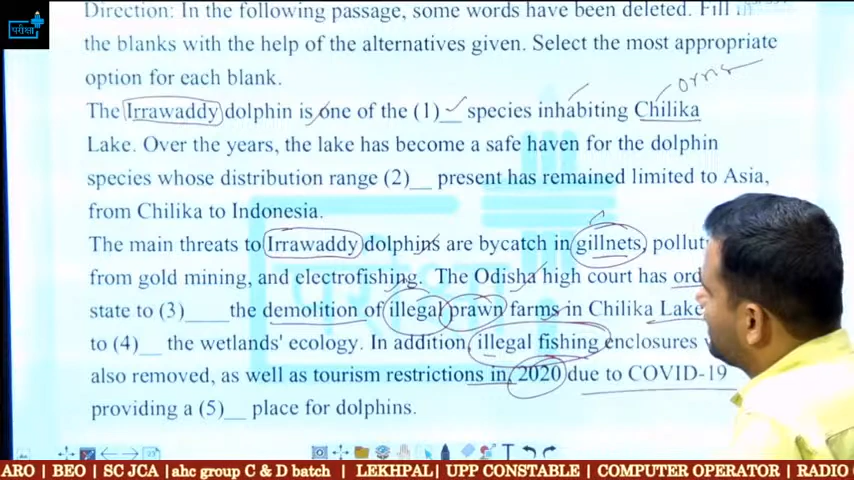 Direction: In the following passage, some words have been deleted. Fill in
the blanks with the help of the alternatives given. Select the most appropriate
option for each blank.
The Irrawaddy dolphin is one of the (1)__ species inhabiting Chilika
Lake. Over the years, the lake has become a safe haven for the dolphin
species whose distribution range (2)__ present has remained limited to Asia,
from Chilika to Indonesia.
The main threats to Irrawaddy dolphins are bycatch in gillnets,
from gold mining, and electrofishing. The Odisha high court has
state to (3)____the demolition of illegal prawn farms in Chilika Lake
to (4)__ the wetlands' ecology. In addition, illegal fishing enclosures
also removed, as well as tourism restrictions in 2020 due to COVID-19
providing a (5)__ place for dolphins.
परीक्षा
ARO | BEO | SC JCA |ahc group C & D batch | LEKHPAL| UPP CONSTABLE | COMPUTER OPERATOR | RADIO